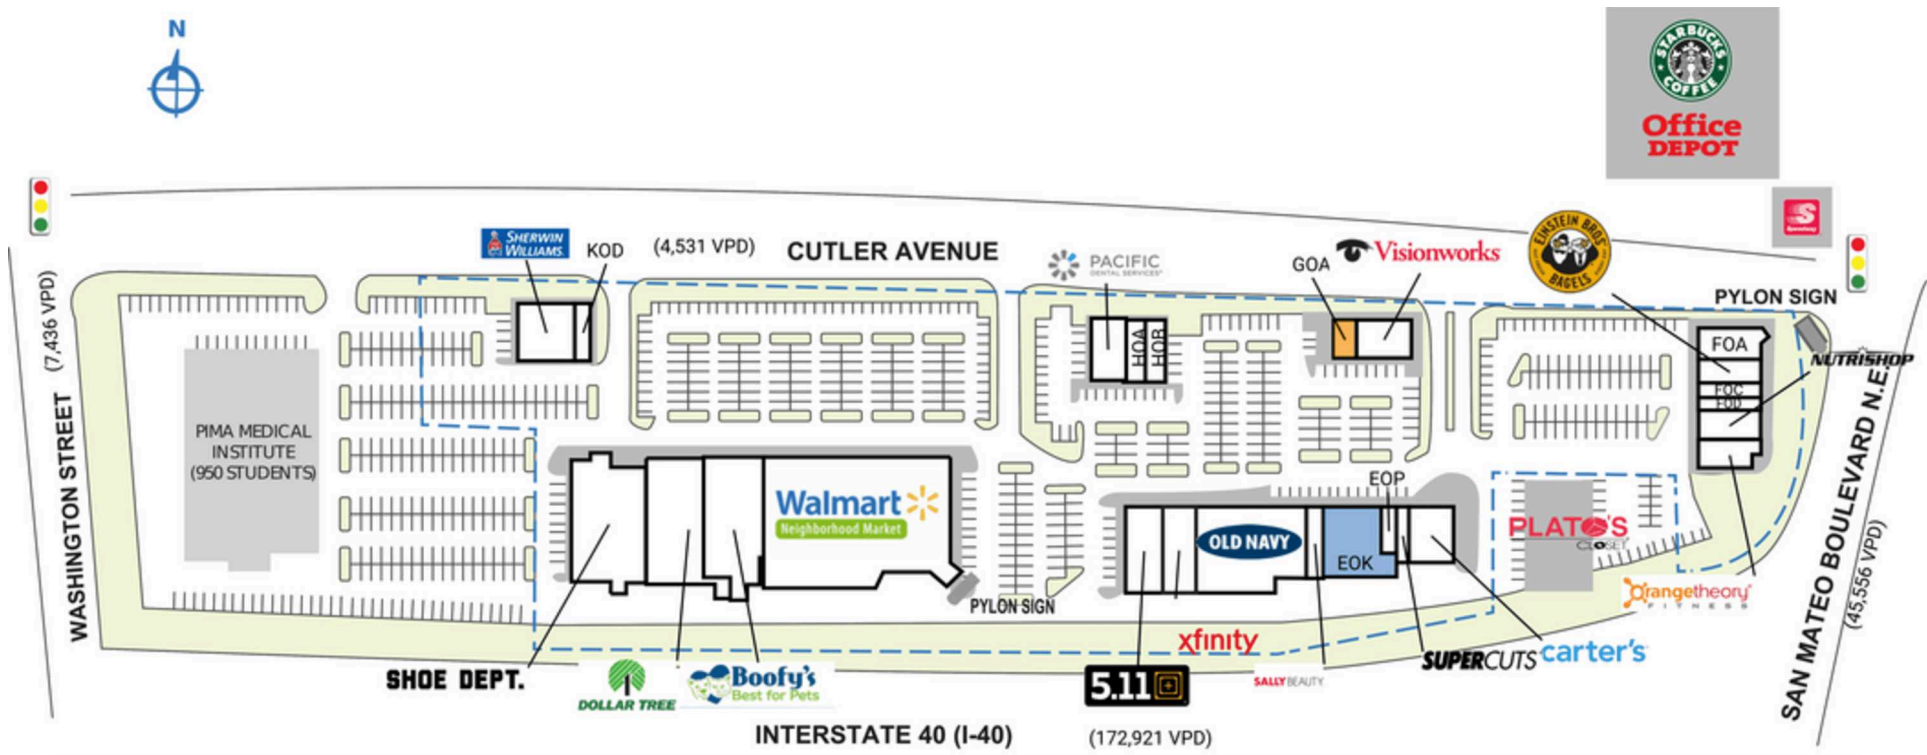 N
STARBUCKS
COFFEE
Office
DEPOT
SHERWIN
WILLIAMS
KOD
(4,531 VPD)
CUTLER AVENUE
PACIFIC
DENTAL SERVICES
GOA
Visionworks
EINSTEIN BROS
BAGELS
S
Speedway
PYLON SIGN
NUTRISHOP
WASHINGTON STREET
(7,436 VPD)
PIMA MEDICAL
INSTITUTE
(950 STUDENTS)
HOA
HOB
FOA
FOC
FOD
Walmart
Neighborhood Market
OLD NAVY
EOP
EOK
PLATO'S
CLOSET
PYLON SIGN
orangetheory
FITNESS
SAN MATEO BOULEVARD N.E.
(45,556 VPD)
SHOE DEPT.
DOLLAR TREE
Boofy's
Best for Pets
xfinity
5.11
SALLY BEAUTY
SUPERCUTS
carter's
INTERSTATE 40 (I-40)
(172,921 VPD)